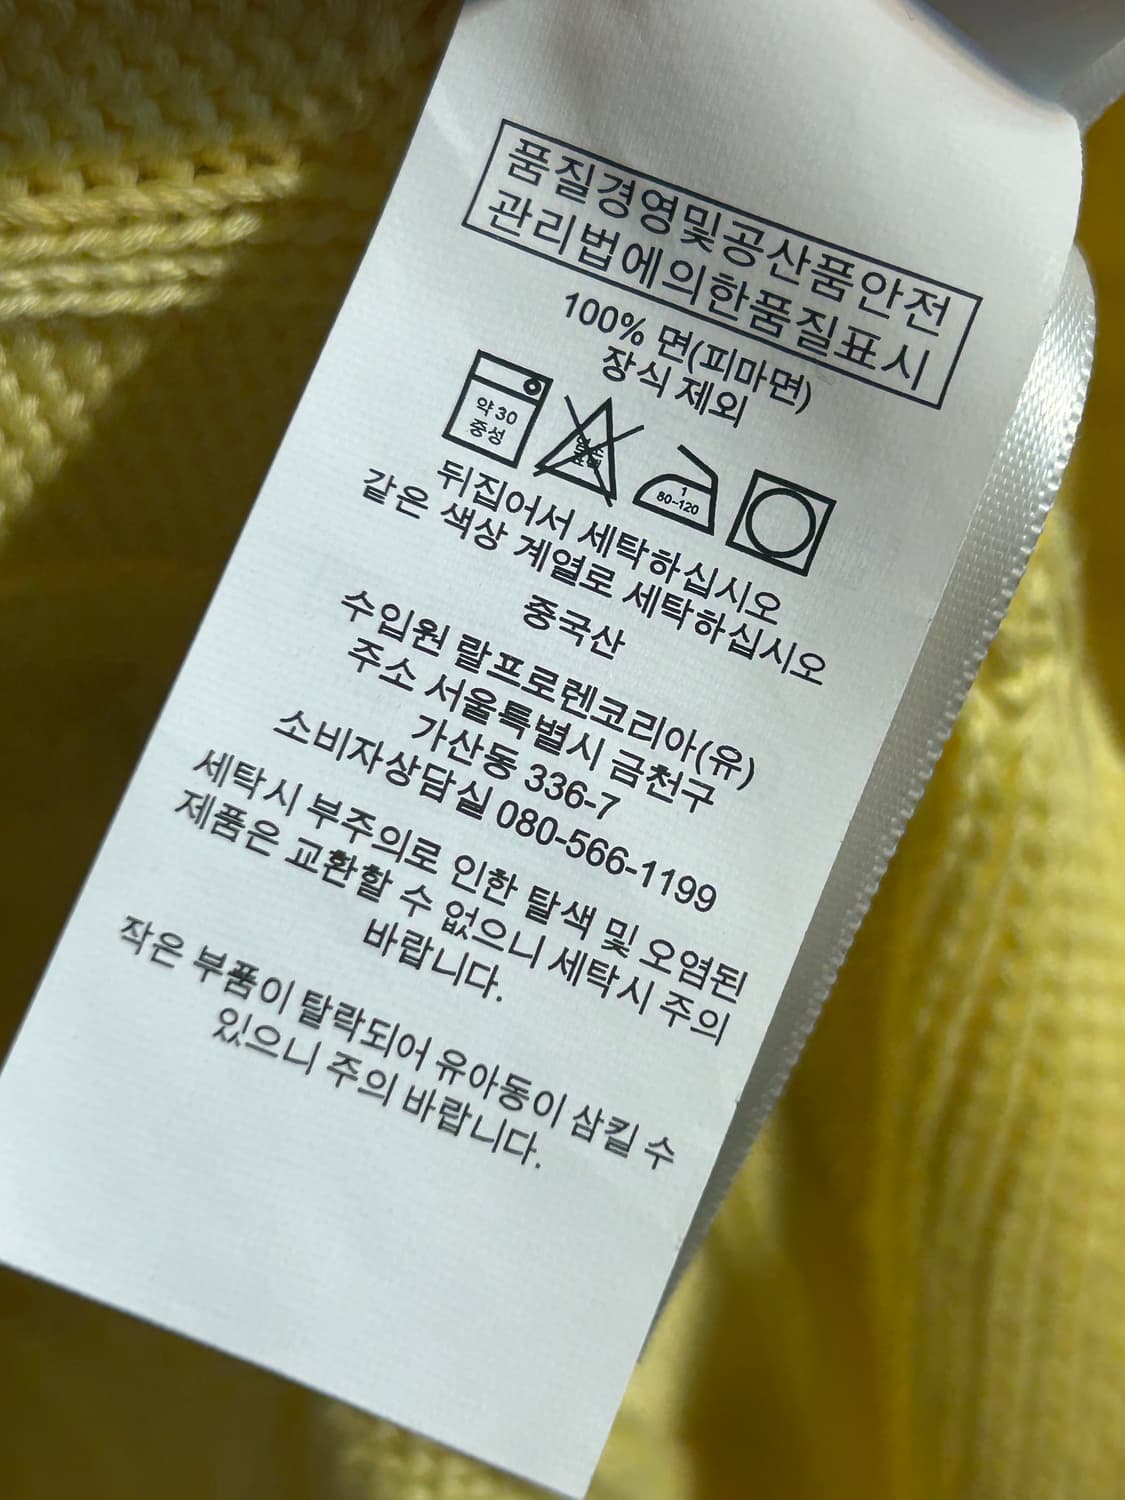 품질경영및공산품안전
관리법에의한품질표시
100% 면(피마면)
장식 제외
약 30
중성
염소
표백
1
80~120
뒤집어서 세탁하십시오
같은 색상 계열로 세탁하십시오
중국산
수입원 랄프로렌코리아(유)
주소 서울특별시 금천구
가산동 336-7
소비자상담실 080-566-1199
세탁시 부주의로 인한 탈색 및 오염된
제품은 교환할 수 없으니 세탁시 주의
바랍니다.
작은 부품이 탈락되어 유아동이 삼킬 수
있으니 주의 바랍니다.